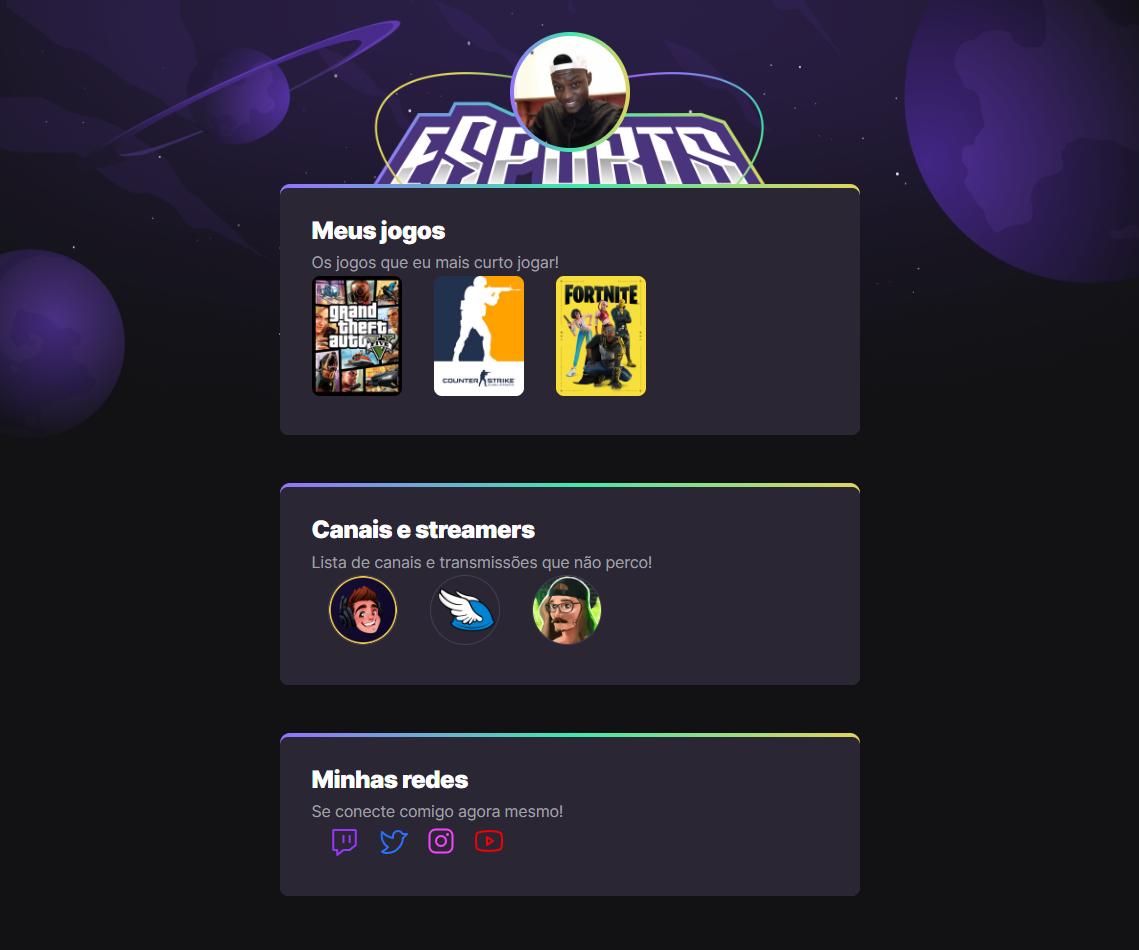 ESPORTS
Meus jogos
Os jogos que eu mais curto jogar!
grand
theft
auto V
FIVE
COUNTER STRIKE
FORTNITE
Canais e streamers
Lista de canais e transmissões que não perco!
Minhas redes
Se conecte comigo agora mesmo!